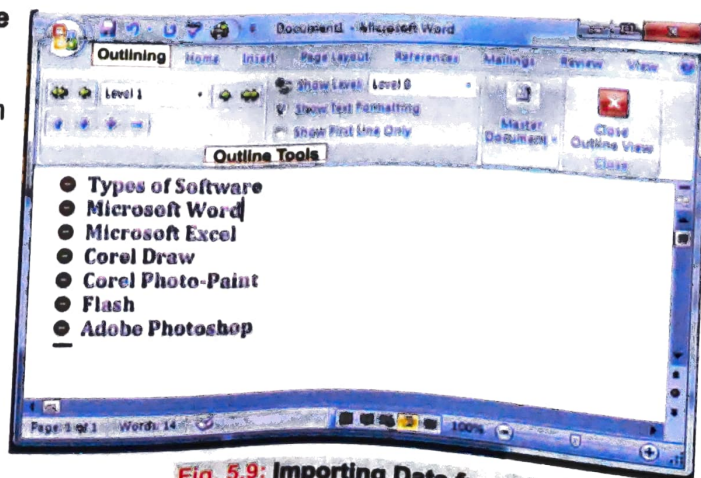 e
n
Document1 - Microsoft Word
Outlining Home Insert Page Layout References Mailings Review View
Level 1
Show Level:
Show Text Formatting
Show First Line Only
Master Document
Close Outline View
Outline Tools
Close
Types of Software
Microsoft Word
Microsoft Excel
Corel Draw
Corel Photo-Paint
Flash
Adobe Photoshop
Page: 1 of 1 Words: 14 100%
Fig. 5.9: Importing Data